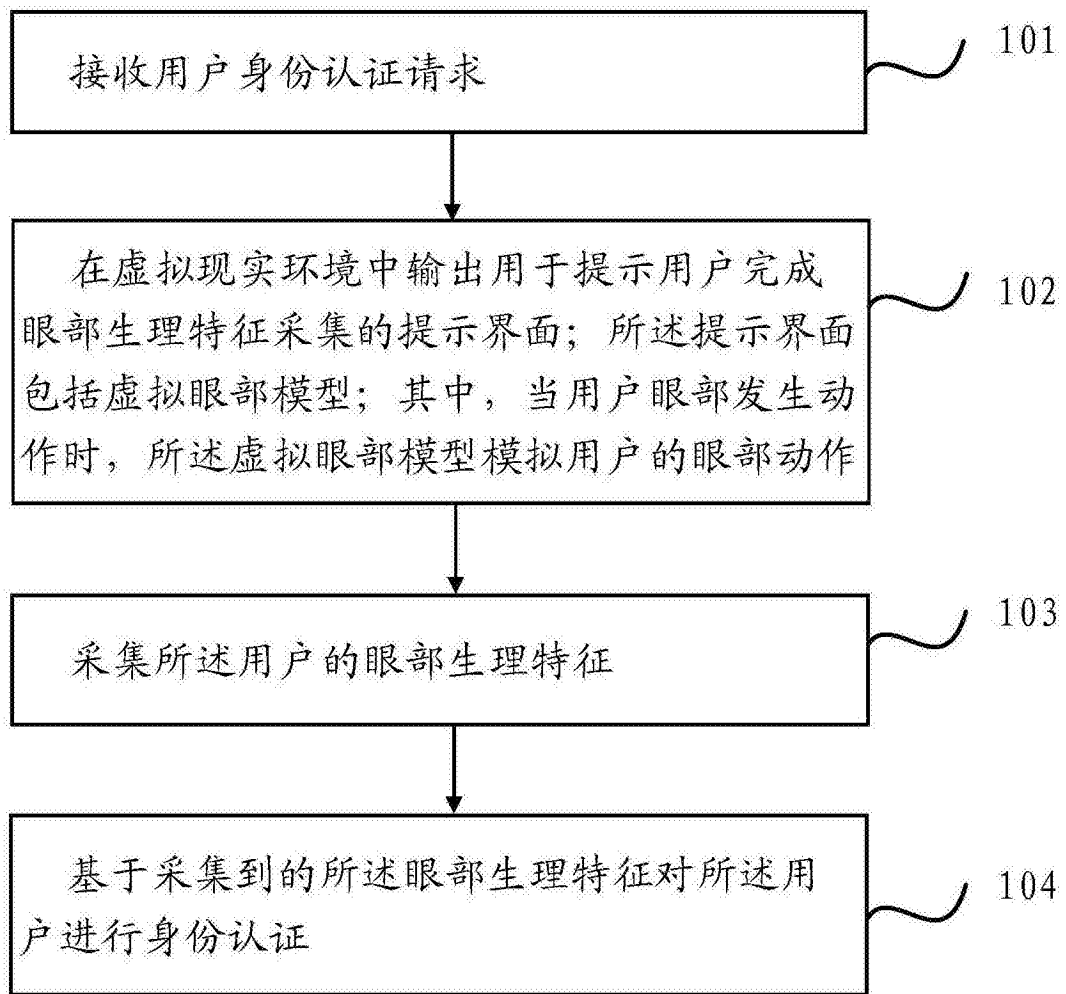 接收用户身份认证请求
101
在虚拟现实环境中输出用于提示用户完成
眼部生理特征采集的提示界面；所述提示界面
包括虚拟眼部模型；其中，当用户眼部发生动
作时，所述虚拟眼部模型模拟用户的眼部动作
102
采集所述用户的眼部生理特征
103
基于采集到的所述眼部生理特征对所述用
户进行身份认证
104